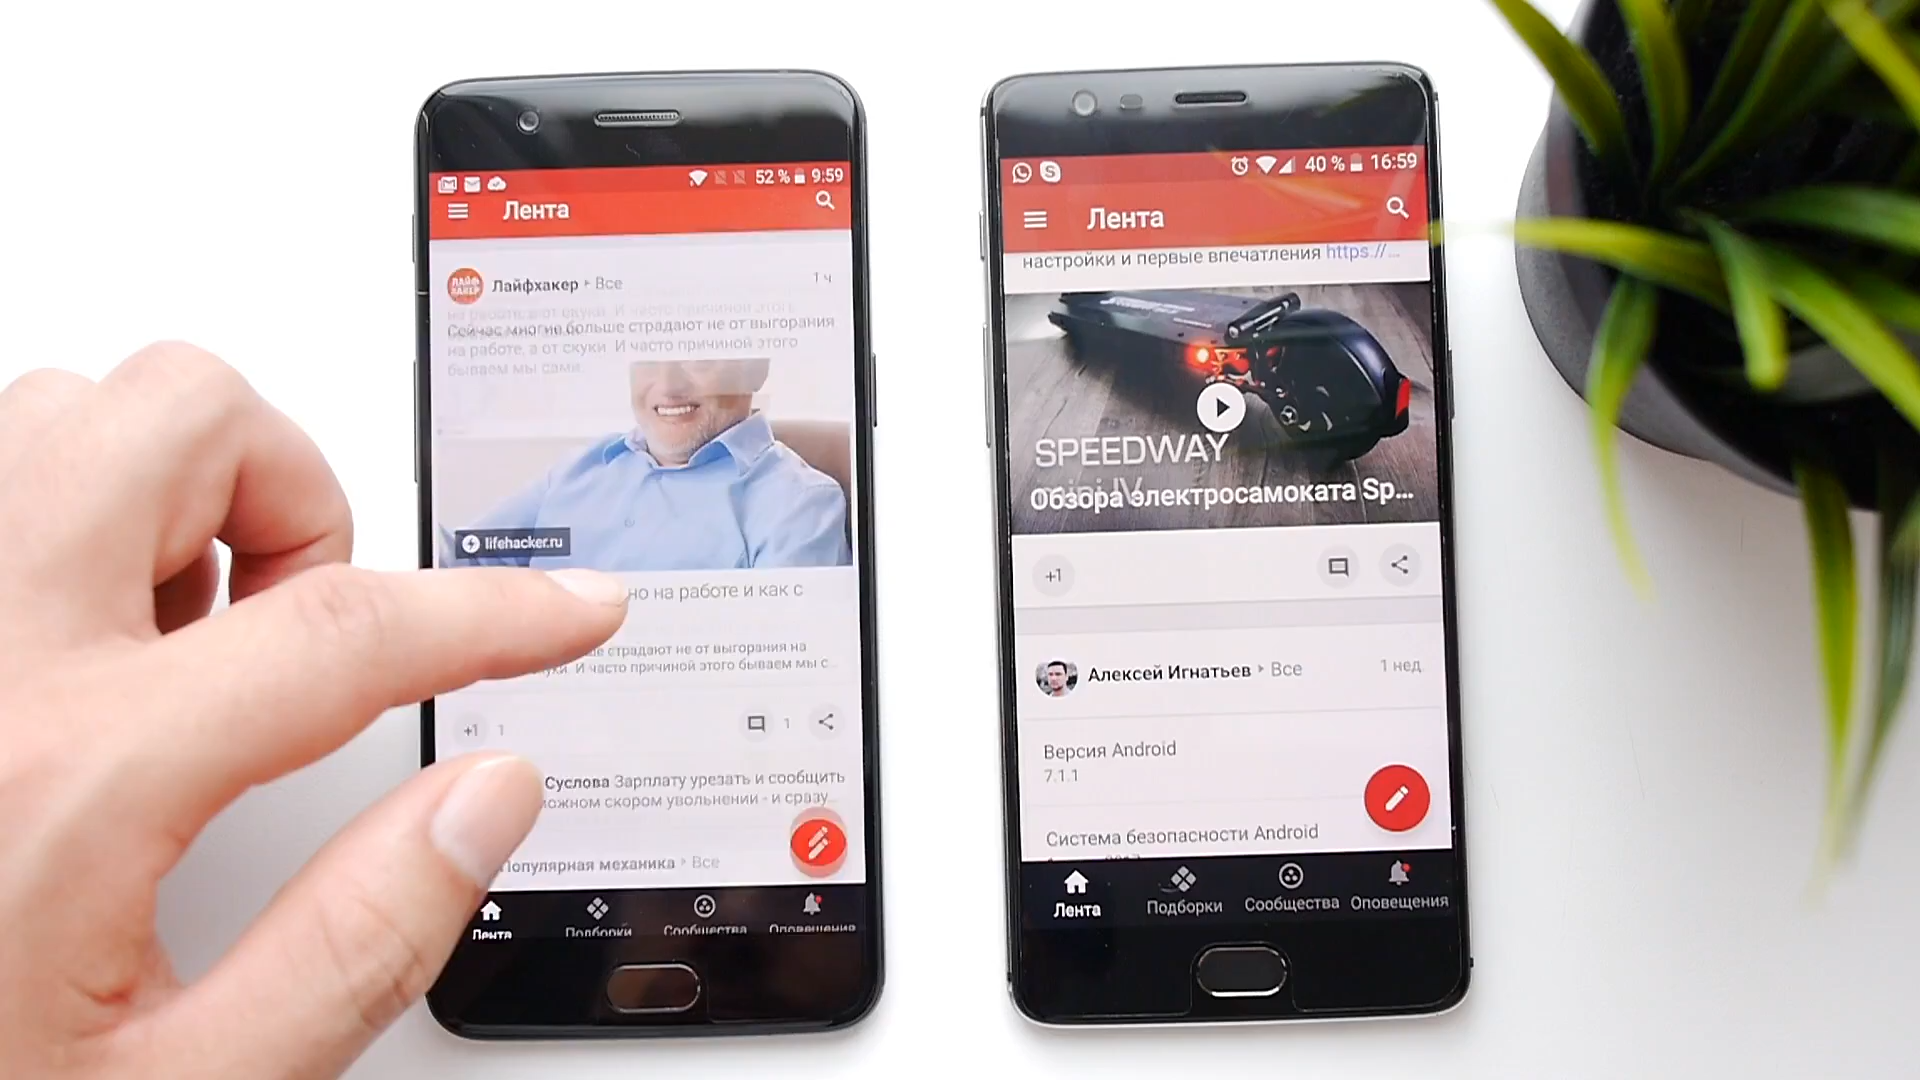 52 % 9:59
Лента
ЛАЙФ
ХАКЕР
Лайфхакер ▸ Все
1 ч
Сейчас многие больше страдают не от выгорания
на работе, а от скуки. И часто причиной этого
бываем мы сами.
lifehacker.ru
но на работе и как с
страдают не от выгорания на
И часто причиной этого бываем мы с...
+1 1
1
Суслова Зарплату урезать и сообщить
скором увольнении - и сразу...
Популярная механика ▸ Все
Лента Подборки Сообщества Оповещения
40 % 16:59
Лента
настройки и первые впечатления https://...
SPEEDWAY
mini IV
Обзора электросамоката Sp...
+1
Алексей Игнатьев ▸ Все
1 нед
Версия Android
7.1.1
Система безопасности Android
Лента Подборки Сообщества Оповещения